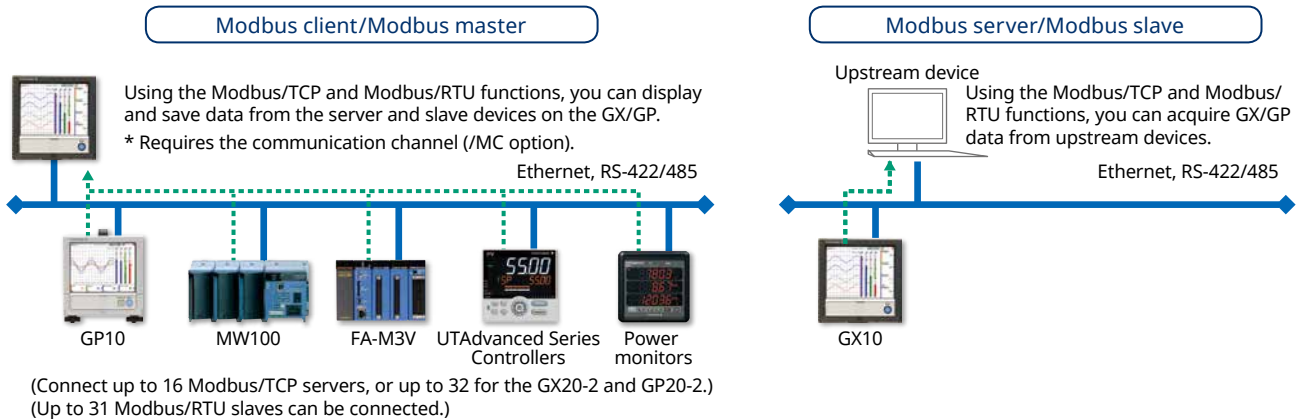 Modbus client/Modbus master
Using the Modbus/TCP and Modbus/RTU functions, you can display
and save data from the server and slave devices on the GX/GP.
* Requires the communication channel (/MC option).
Ethernet, RS-422/485
GP10
MW100
FA-M3V
UTAdvanced Series
Controllers
Power
monitors
(Connect up to 16 Modbus/TCP servers, or up to 32 for the GX20-2 and GP20-2.)
(Up to 31 Modbus/RTU slaves can be connected.)
Modbus server/Modbus slave
Upstream device
Using the Modbus/TCP and Modbus/
RTU functions, you can acquire GX/GP
data from upstream devices.
Ethernet, RS-422/485
GX10